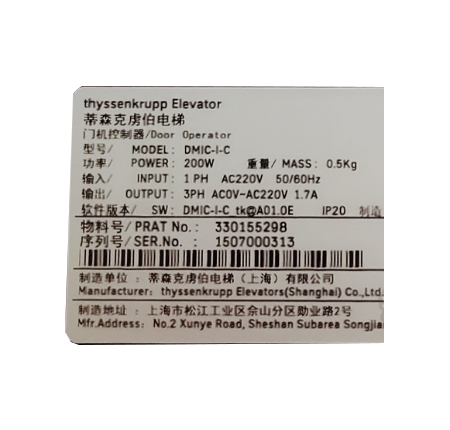 thyssenkrupp Elevator
蒂森克虏伯电梯
门机控制器/Door Operator
型号/ MODEL: DMIC-I-C
功率/ POWER: 200W 重量/ MASS: 0.5Kg
输入/ INPUT: 1 PH AC220V 50/60Hz
输出/ OUTPUT: 3PH AC0V-AC220V 1.7A
软件版本/ SW: DMIC-I-C_tk@A01.0E IP20 制造
物料号/ PRAT No.: 330155298
序列号/ SER.No. : 1507000313
制造单位: 蒂森克虏伯电梯(上海)有限公司
Manufacturer: thyssenkrupp Elevators(Shanghai) Co.,Ltd.
制造地址: 上海市松江工业区佘山分区勋业路2号
Mfr.Address: No.2 Xunye Road, Sheshan Subarea Songjia